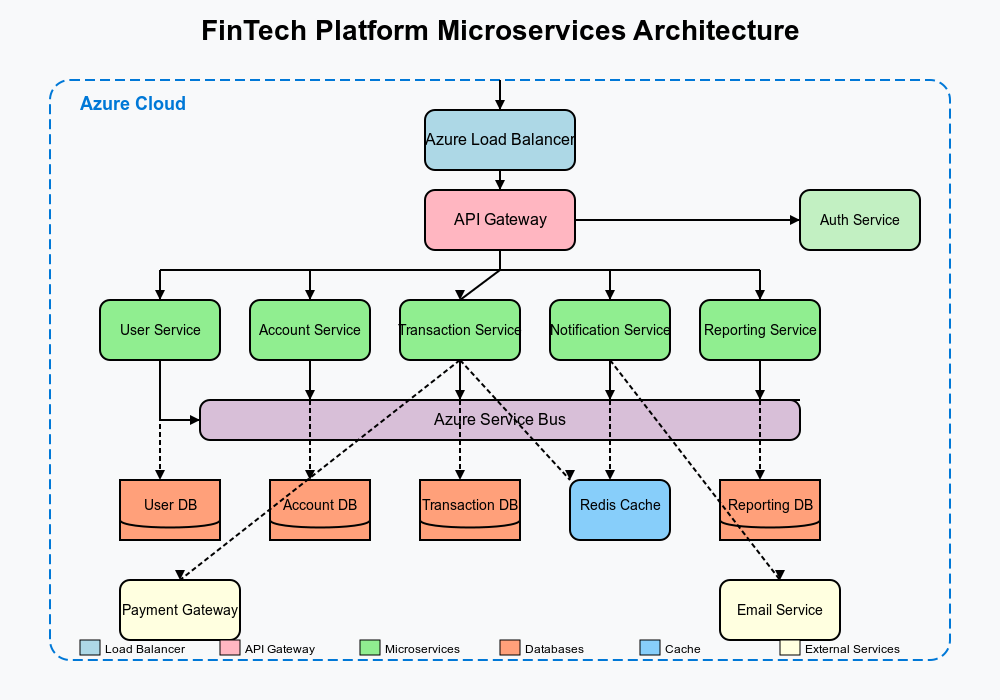 FinTech Platform Microservices Architecture
Azure Cloud
Azure Load Balancer
API Gateway
Auth Service
User Service
Account Service
Transaction Service
Notification Service
Reporting Service
Azure Service Bus
User DB
Account DB
Transaction DB
Redis Cache
Reporting DB
Payment Gateway
Email Service
Load Balancer
API Gateway
Microservices
Databases
Cache
External Services